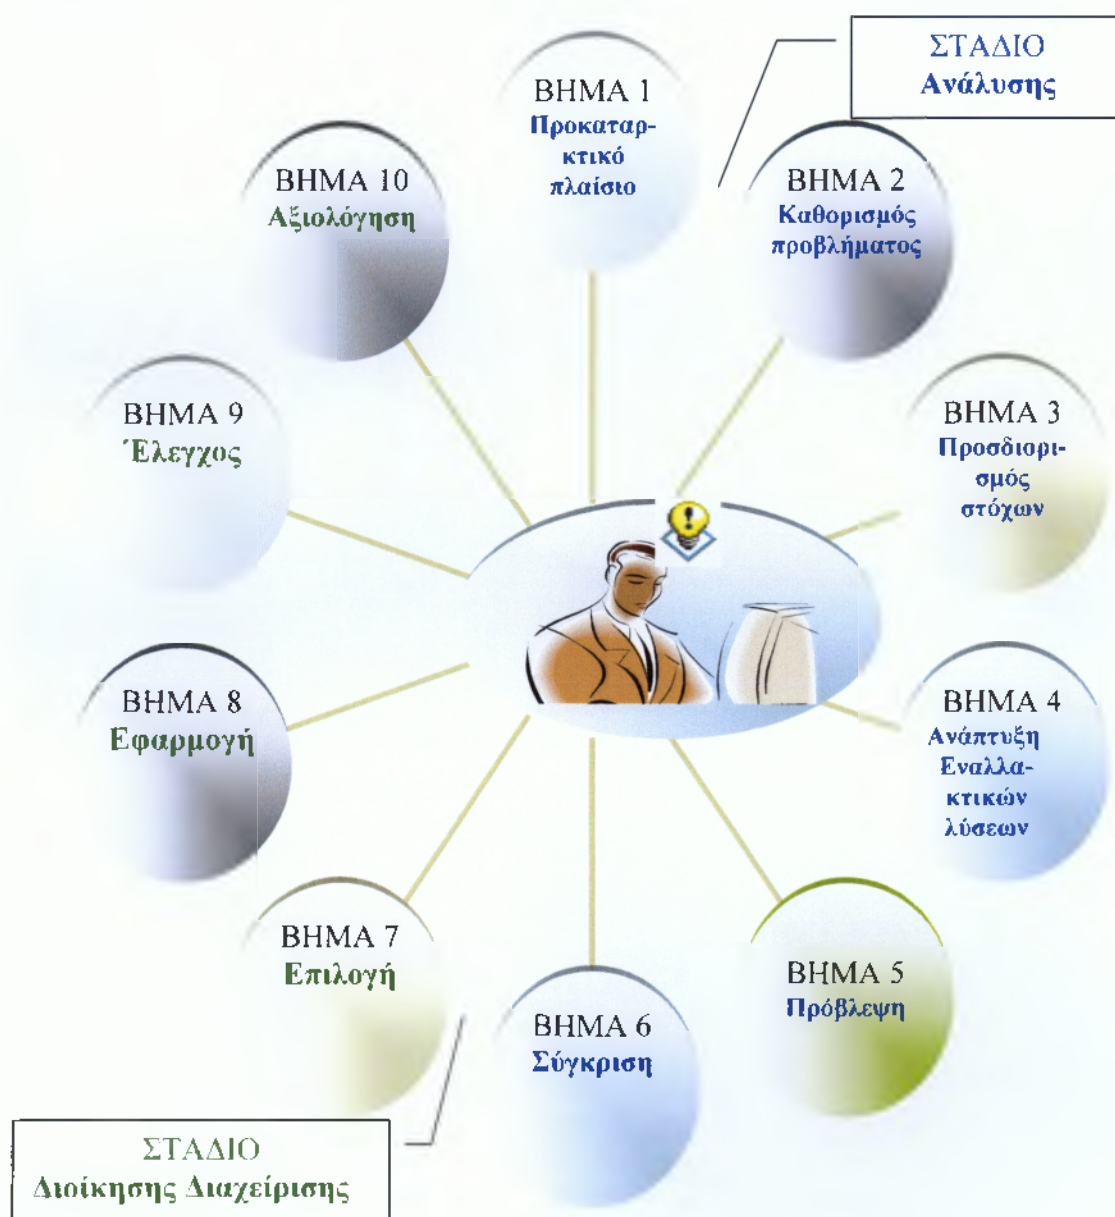 ΣΤΑΔΙΟ
Ανάλυσης
ΒΗΜΑ 1
Προκαταρ-
κτικό
πλαίσιο
ΒΗΜΑ 2
Καθορισμός
προβλήματος
ΒΗΜΑ 3
Προσδιορι-
σμός
στόχων
ΒΗΜΑ 4
Ανάπτυξη
Εναλλα-
κτικών
λύσεων
ΒΗΜΑ 5
Πρόβλεψη
ΒΗΜΑ 6
Σύγκριση
ΒΗΜΑ 7
Επιλογή
ΒΗΜΑ 8
Εφαρμογή
ΒΗΜΑ 9
Έλεγχος
ΒΗΜΑ 10
Αξιολόγηση
ΣΤΑΔΙΟ
Διοίκησης Διαχείρισης